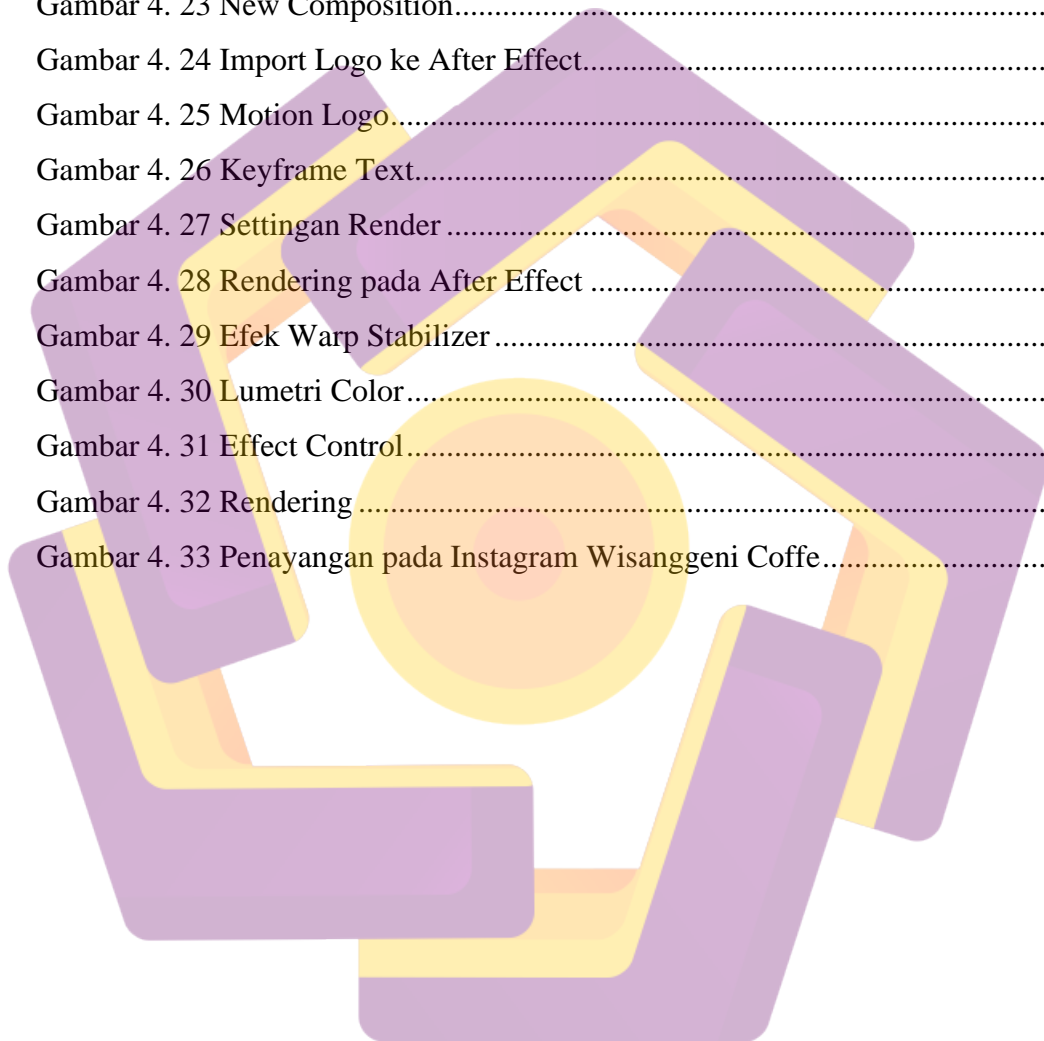 Gambar 4. 23 New Composition................................................................................
Gambar 4. 24 Import Logo ke After Effect...............................................................
Gambar 4. 25 Motion Logo........................................................................................
Gambar 4. 26 Keyframe Text.....................................................................................
Gambar 4. 27 Settingan Render .................................................................................
Gambar 4. 28 Rendering pada After Effect ...............................................................
Gambar 4. 29 Efek Warp Stabilizer ...........................................................................
Gambar 4. 30 Lumetri Color......................................................................................
Gambar 4. 31 Effect Control......................................................................................
Gambar 4. 32 Rendering ............................................................................................
Gambar 4. 33 Penayangan pada Instagram Wisanggeni Coffe..............................